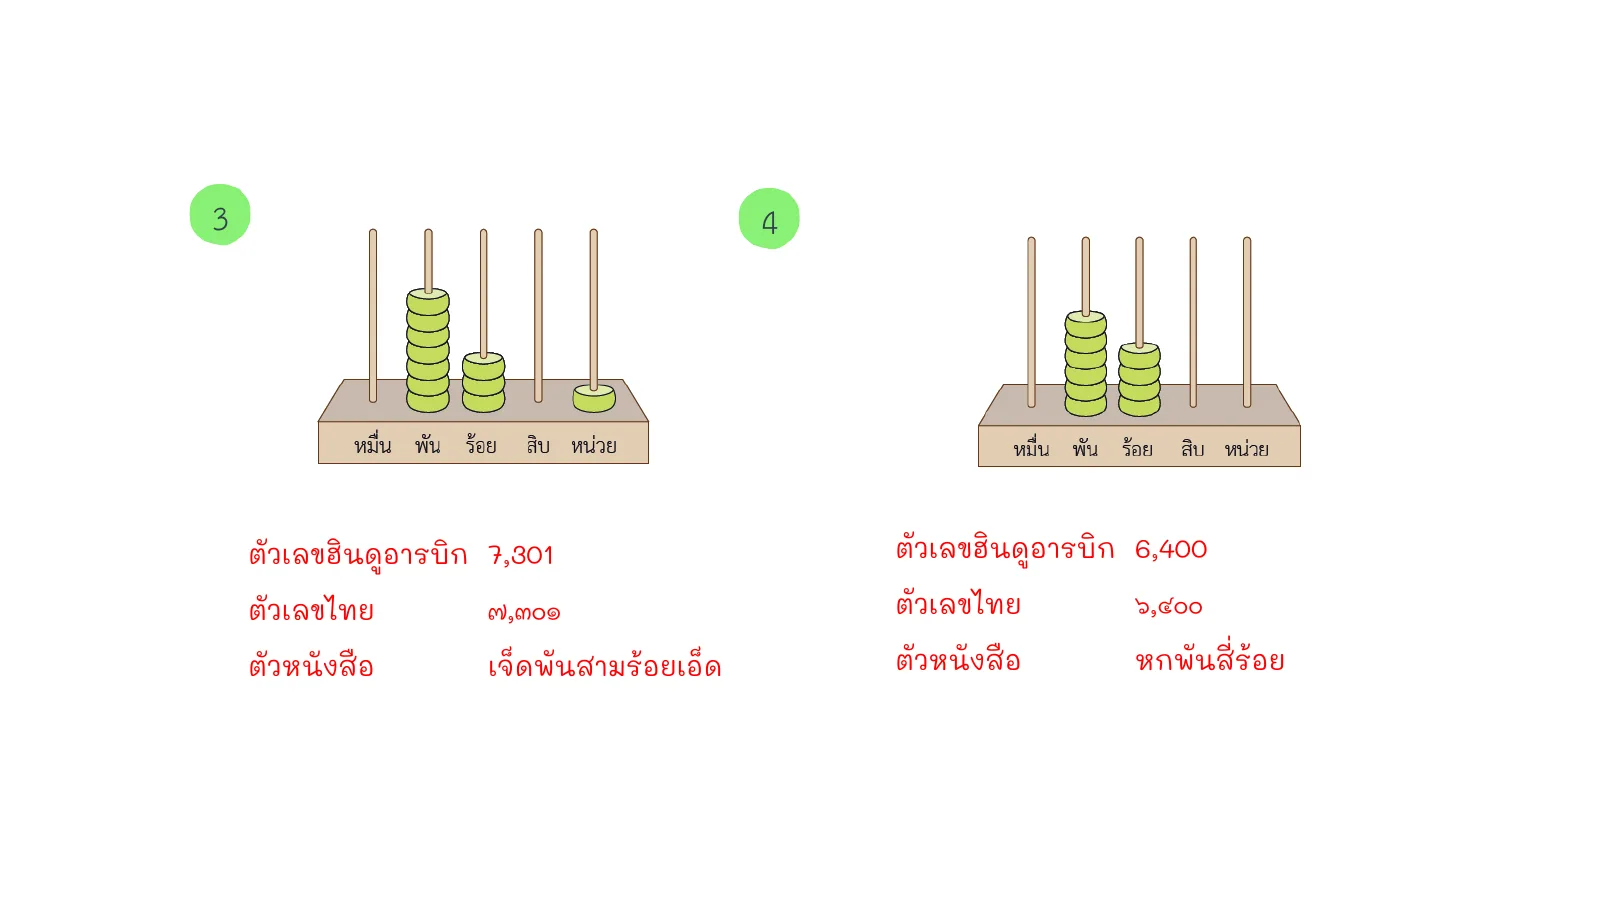 3
หมื่น พัน ร้อย สิบ หน่วย
ตัวเลขฮินดูอารบิก 7,301
ตัวเลขไทย ๗,๓๐๑
ตัวหนังสือ เจ็ดพันสามร้อยเอ็ด
4
หมื่น พัน ร้อย สิบ หน่วย
ตัวเลขฮินดูอารบิก 6,400
ตัวเลขไทย ๖,๔๐๐
ตัวหนังสือ หกพันสี่ร้อย